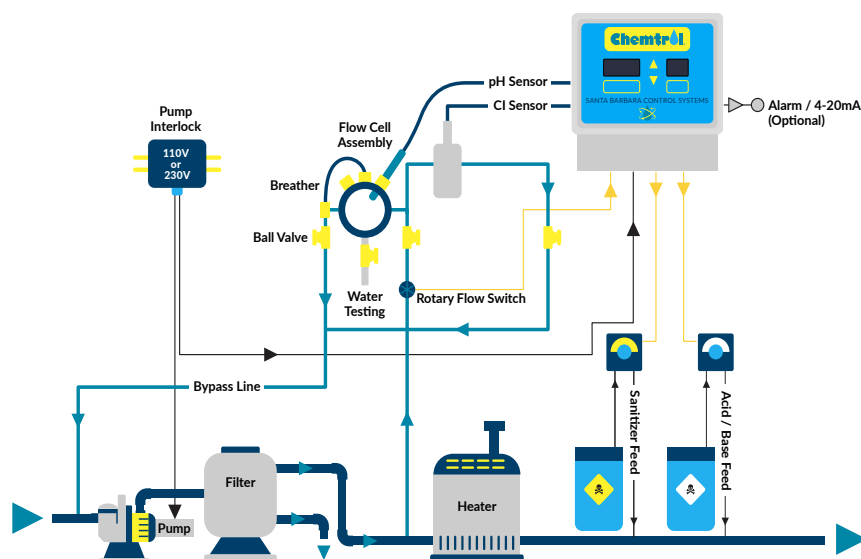 Chemtrol
pH Sensor
Cl Sensor
SANTA BARBARA CONTROL SYSTEMS
Alarm / 4-20mA
(Optional)
Pump
Interlock
110V
or
230V
Flow Cell
Assembly
Breather
Ball Valve
Water
Testing
Rotary Flow Switch
Bypass Line
Sanitizer Feed
Acid / Base Feed
Filter
Heater
Pump